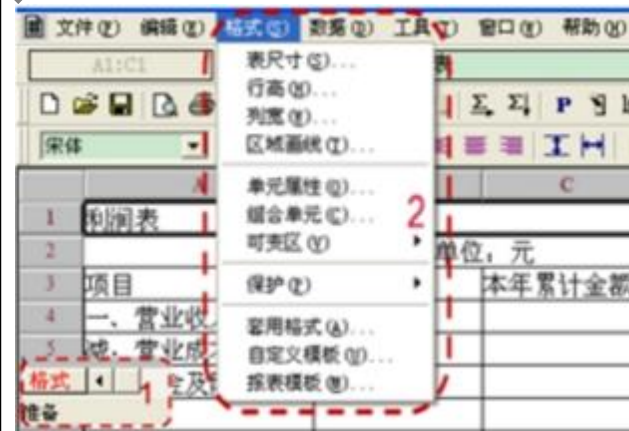 文件(F) 编辑(E) 格式(S) 数据(D) 工具(T) 窗口(W) 帮助(H)
A1:C1 表
宋体
表尺寸(S)...
行高(H)...
列宽(W)...
区域画线(T)...
单元属性(Q)...
组合单元(C)...
可变区(V)
保护(P)
套用格式(A)...
自定义模板(U)...
报表模板(M)...
2
A C
1 利润表
2 单位：元
3 项目 本年累计金额
4 一、营业收
5 减：营业成
金及
格式 1
准备